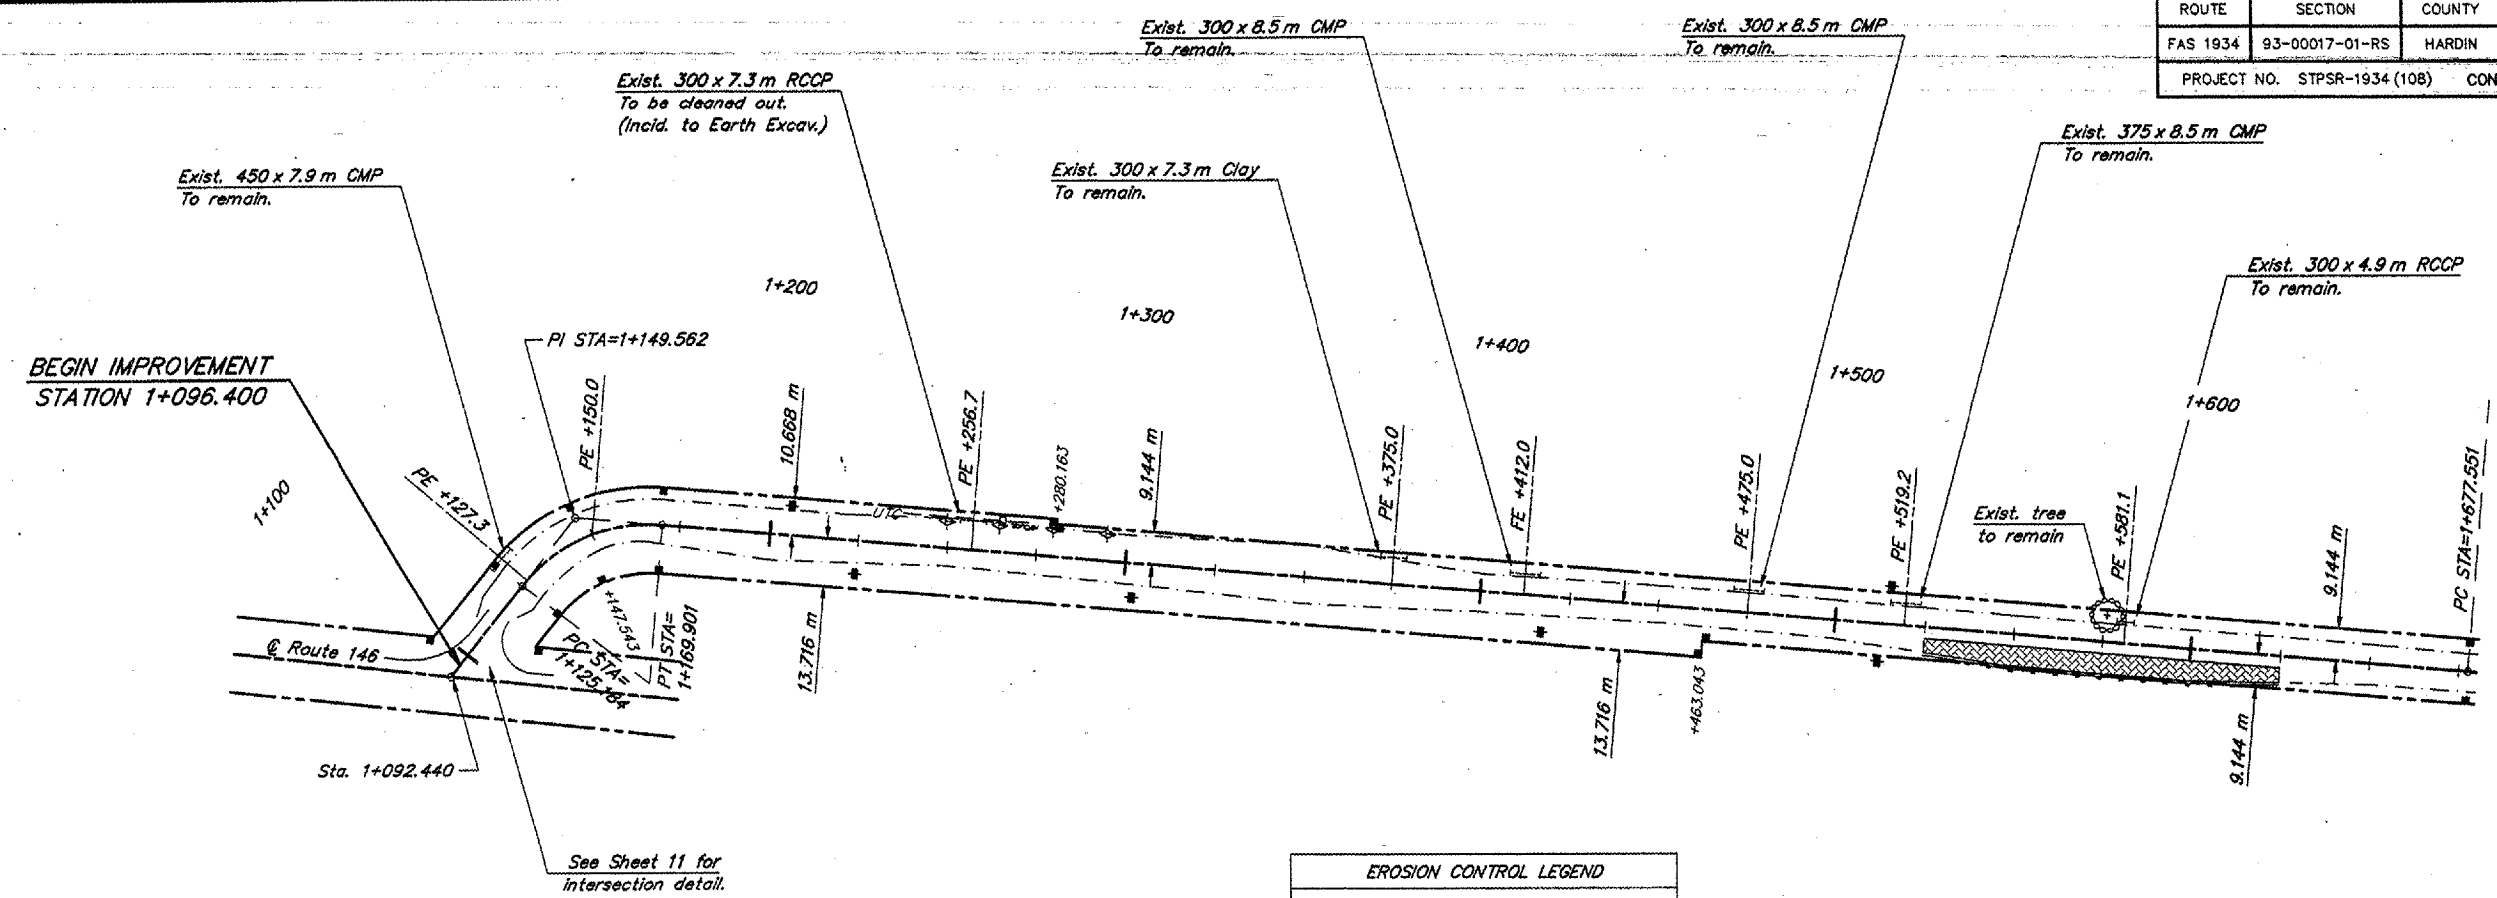 ROUTE SECTION COUNTY
FAS 1934 93-00017-01-RS HARDIN
PROJECT NO. STPSR-1934 (108) CON
Exist. 300 x 8.5 m CMP
To remain.
Exist. 300 x 8.5 m CMP
To remain.
Exist. 300 x 7.3 m RCCP
To be cleaned out.
(Incid. to Earth Excav.)
Exist. 375 x 8.5 m CMP
To remain.
Exist. 450 x 7.9 m CMP
To remain.
Exist. 300 x 7.3 m Clay
To remain.
Exist. 300 x 4.9 m RCCP
To remain.
1+200
1+300
1+400
1+500
1+600
1+100
PI STA=1+149.562
BEGIN IMPROVEMENT
STATION 1+096.400
PE +127.3
PE +150.0
10.668 m
PE +256.7
+280.163
9.144 m
PE +375.0
FE +412.0
PE +475.0
PE +519.2
Exist. tree
to remain
PE +581.1
9.144 m
PC STA=1+677.551
UTC
℄ Route 146
+147.543
PC STA=
1+125.184
PT STA=
1+169.901
13.716 m
13.716 m
+463.043
9.144 m
Sta. 1+092.440
See Sheet 11 for
intersection detail.
EROSION CONTROL LEGEND